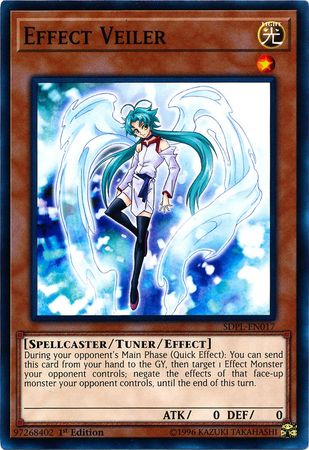 EFFECT VEILER
LIGHT
光
SDPL-EN017
[SPELLCASTER/TUNER/EFFECT]
During your opponent's Main Phase (Quick Effect): You can send
this card from your hand to the GY, then target 1 Effect Monster
your opponent controls; negate the effects of that face-up
monster your opponent controls, until the end of this turn.
ATK/ 0 DEF/ 0
97268402 1st Edition ©1996 KAZUKI TAKAHASHI